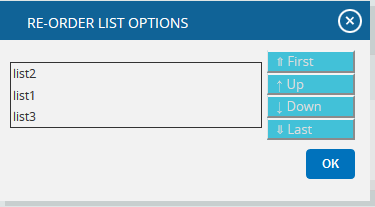 RE-ORDER LIST OPTIONS
list2
list1
list3
⇑ First
↑ Up
↓ Down
⇓ Last
OK